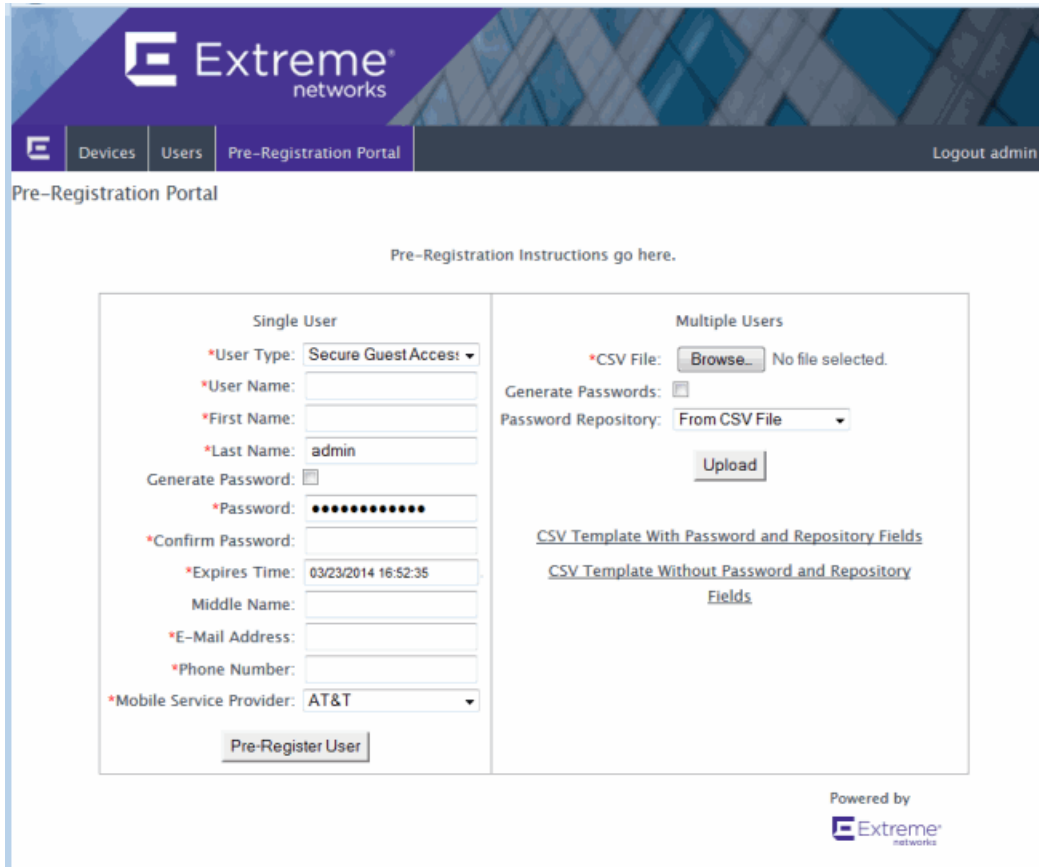 Extreme®
networks
Devices Users Pre-Registration Portal Logout admin
Pre-Registration Portal
Pre-Registration Instructions go here.
Single User
*User Type: Secure Guest Access
*User Name:
*First Name:
*Last Name: admin
Generate Password:
*Password: ●●●●●●●●●●●●
*Confirm Password:
*Expires Time: 03/23/2014 16:52:35
Middle Name:
*E-Mail Address:
*Phone Number:
*Mobile Service Provider: AT&T
Pre-Register User
Multiple Users
*CSV File: Browse... No file selected.
Generate Passwords:
Password Repository: From CSV File
Upload
CSV Template With Password and Repository Fields
CSV Template Without Password and Repository
Fields
Powered by
Extreme®
networks